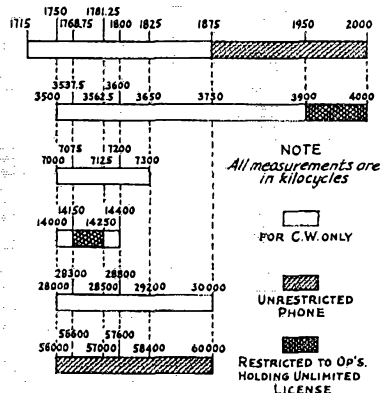 1750 1781.25
1715 1768.75 1800 1825 1875 1950 2000
3537.5 3600
3500 3562.5 3650 3750 3900 4000
7075 7200
7000 7125 7300
14150 14400
14000 14250
28300 28800
28000 28500 29200 30000
56600 57600
56000 57000 58400 60000
NOTE
All measurements are
in kilocycles
FOR C.W. ONLY
UNRESTRICTED
PHONE
RESTRICTED TO OP'S.
HOLDING UNLIMITED
LICENSE